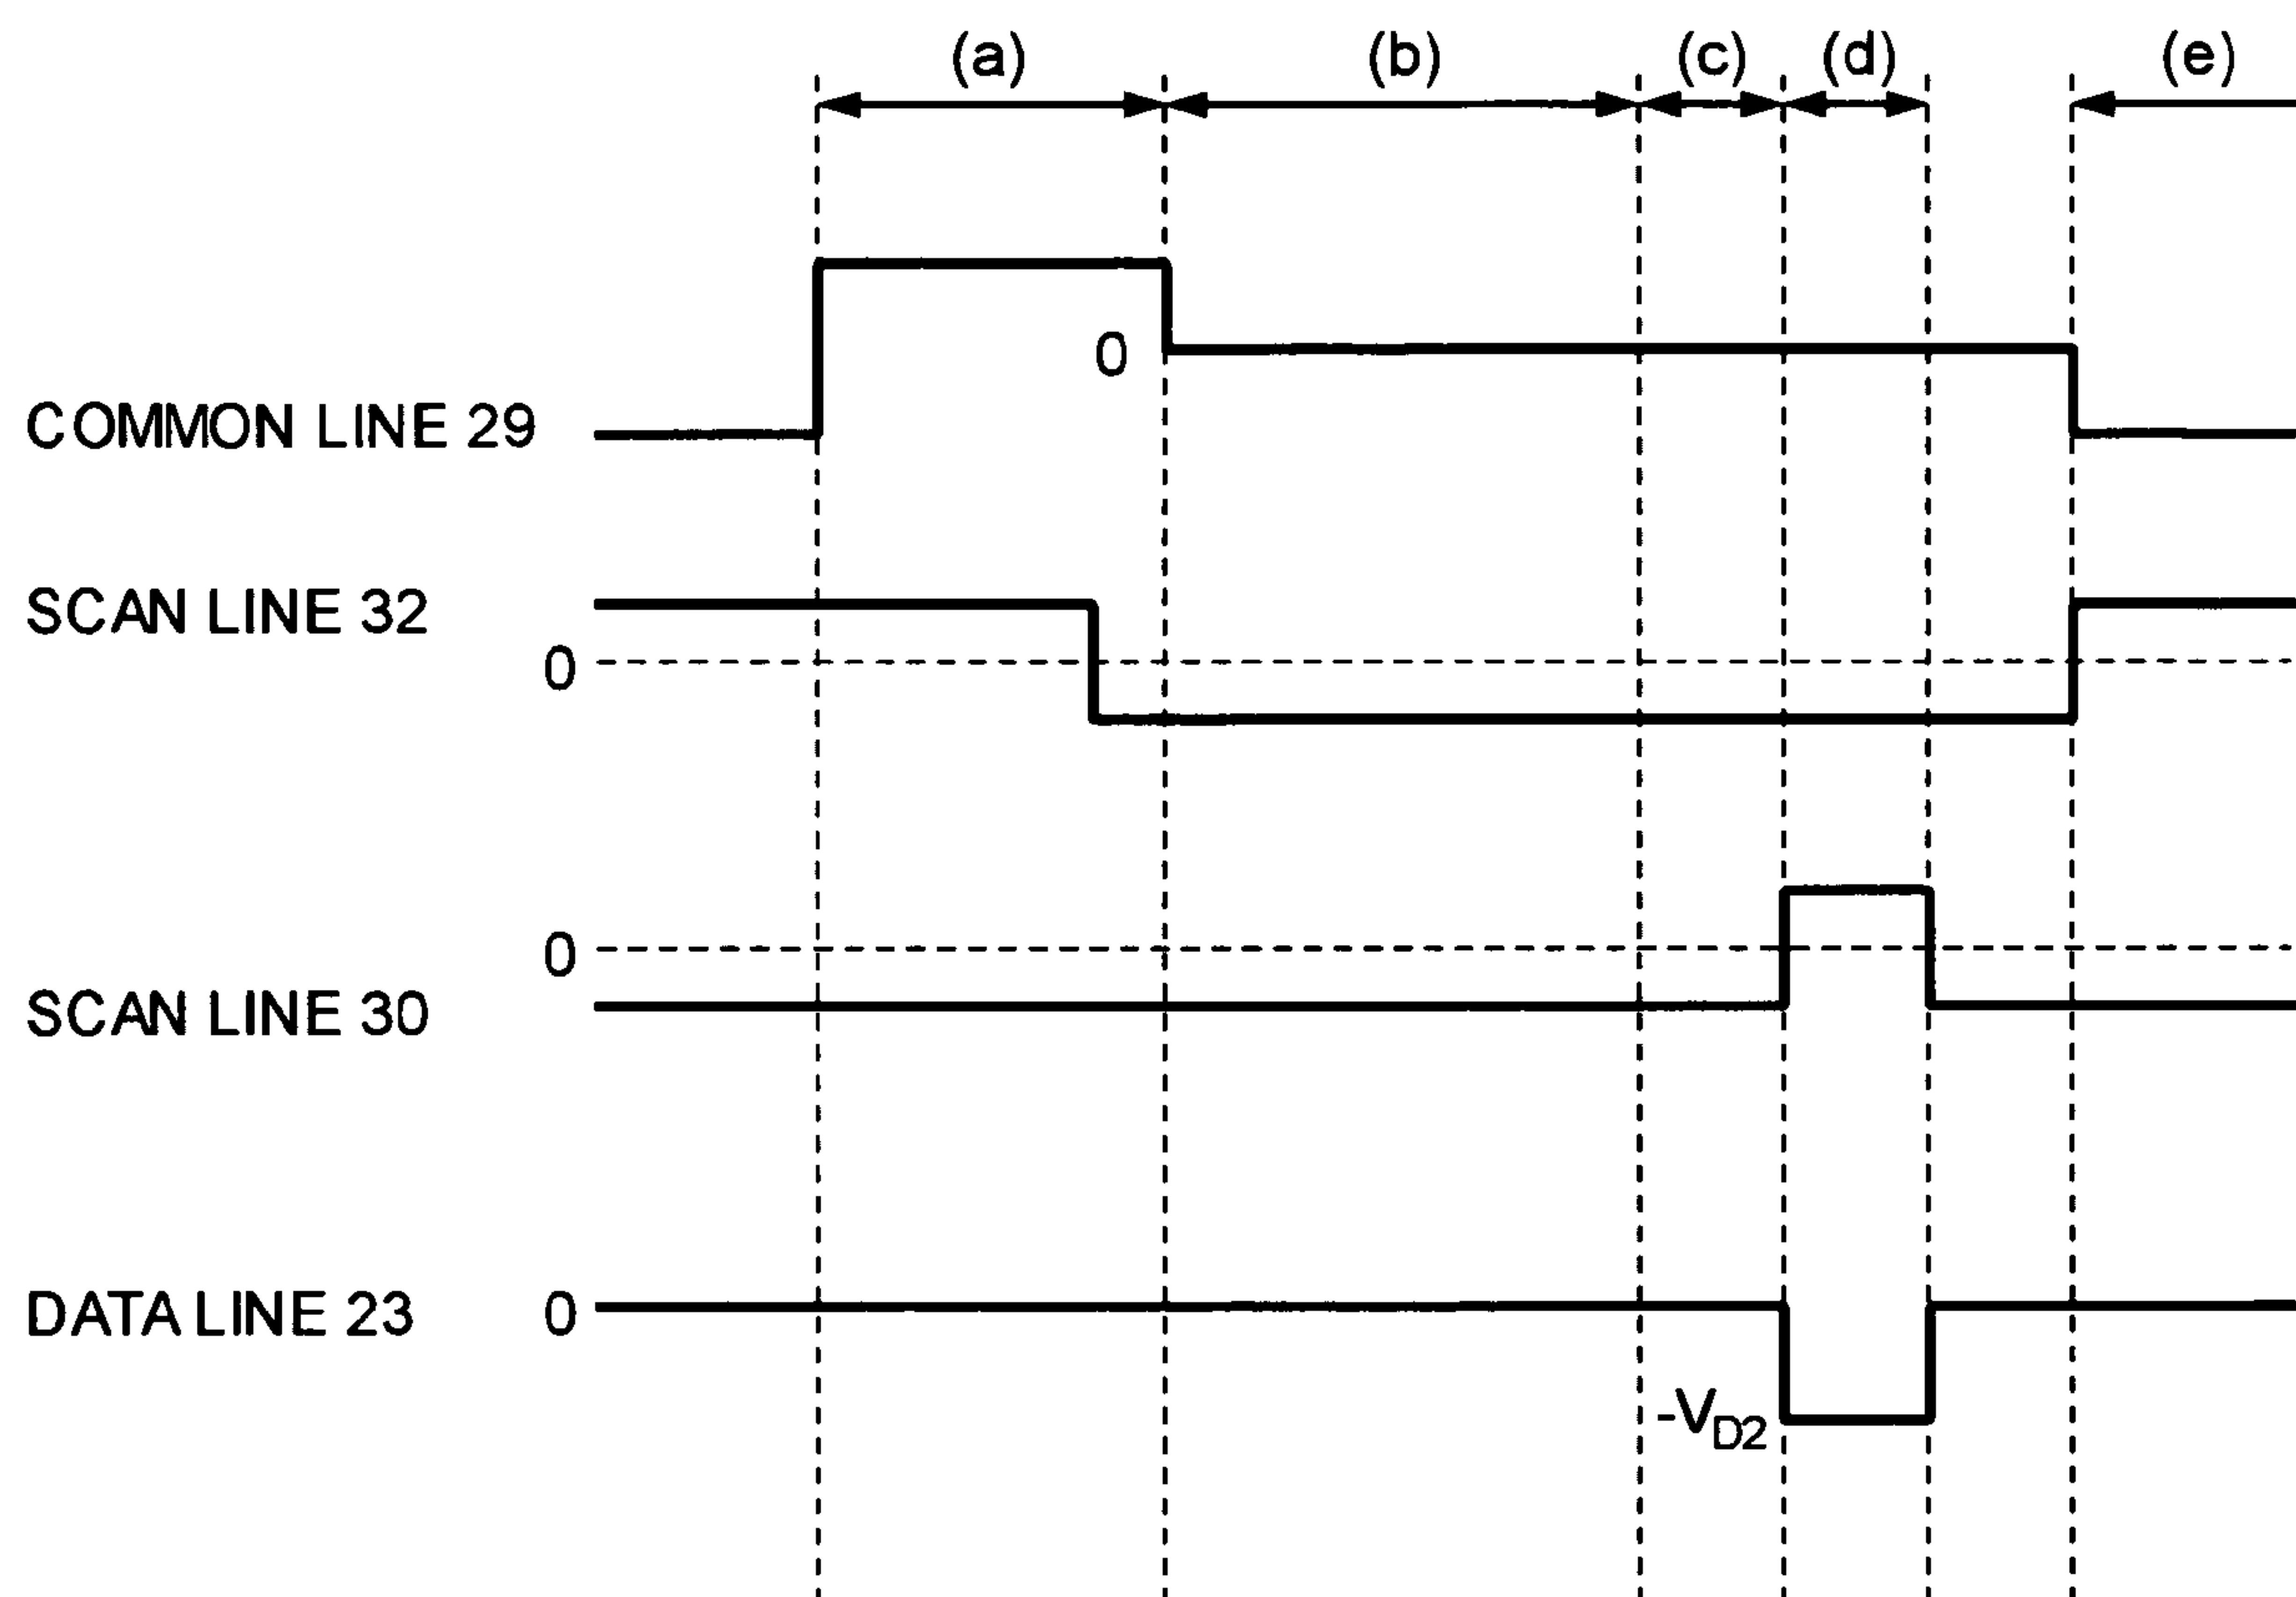 (a) (b) (c) (d) (e)
0
COMMON LINE 29
SCAN LINE 32
0
0
SCAN LINE 30
DATA LINE 23 0
-VD2